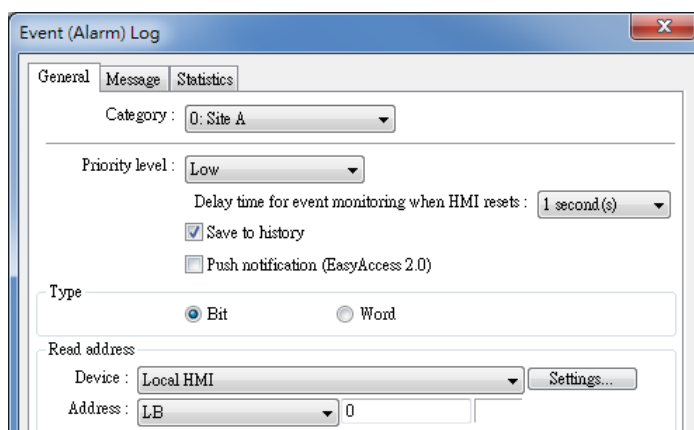 Event (Alarm) Log
General Message Statistics
Category : 0: Site A
Priority level : Low
Delay time for event monitoring when HMI resets : 1 second(s)
Save to history
Push notification (EasyAccess 2.0)
Type
Bit Word
Read address
Device : Local HMI Settings...
Address : LB 0